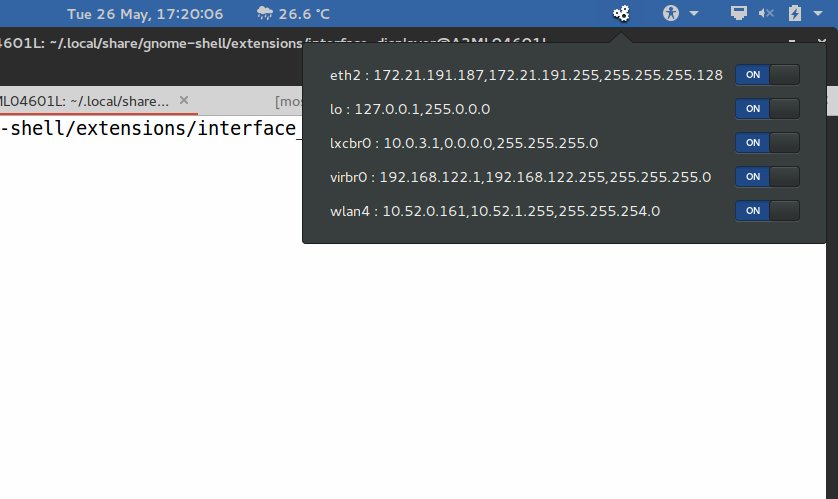 Tue 26 May, 17:20:06 26.6 °C
4601L: ~/.local/share/gnome-shell/extensions/interface_displayer@A2ML04601L
ML04601L: ~/.local/share... × [mos
-shell/extensions/interface_
eth2 : 172.21.191.187,172.21.191.255,255.255.255.128 ON
lo : 127.0.0.1,255.0.0.0 ON
lxcbr0 : 10.0.3.1,0.0.0.0,255.255.255.0 ON
virbr0 : 192.168.122.1,192.168.122.255,255.255.255.0 ON
wlan4 : 10.52.0.161,10.52.1.255,255.255.254.0 ON